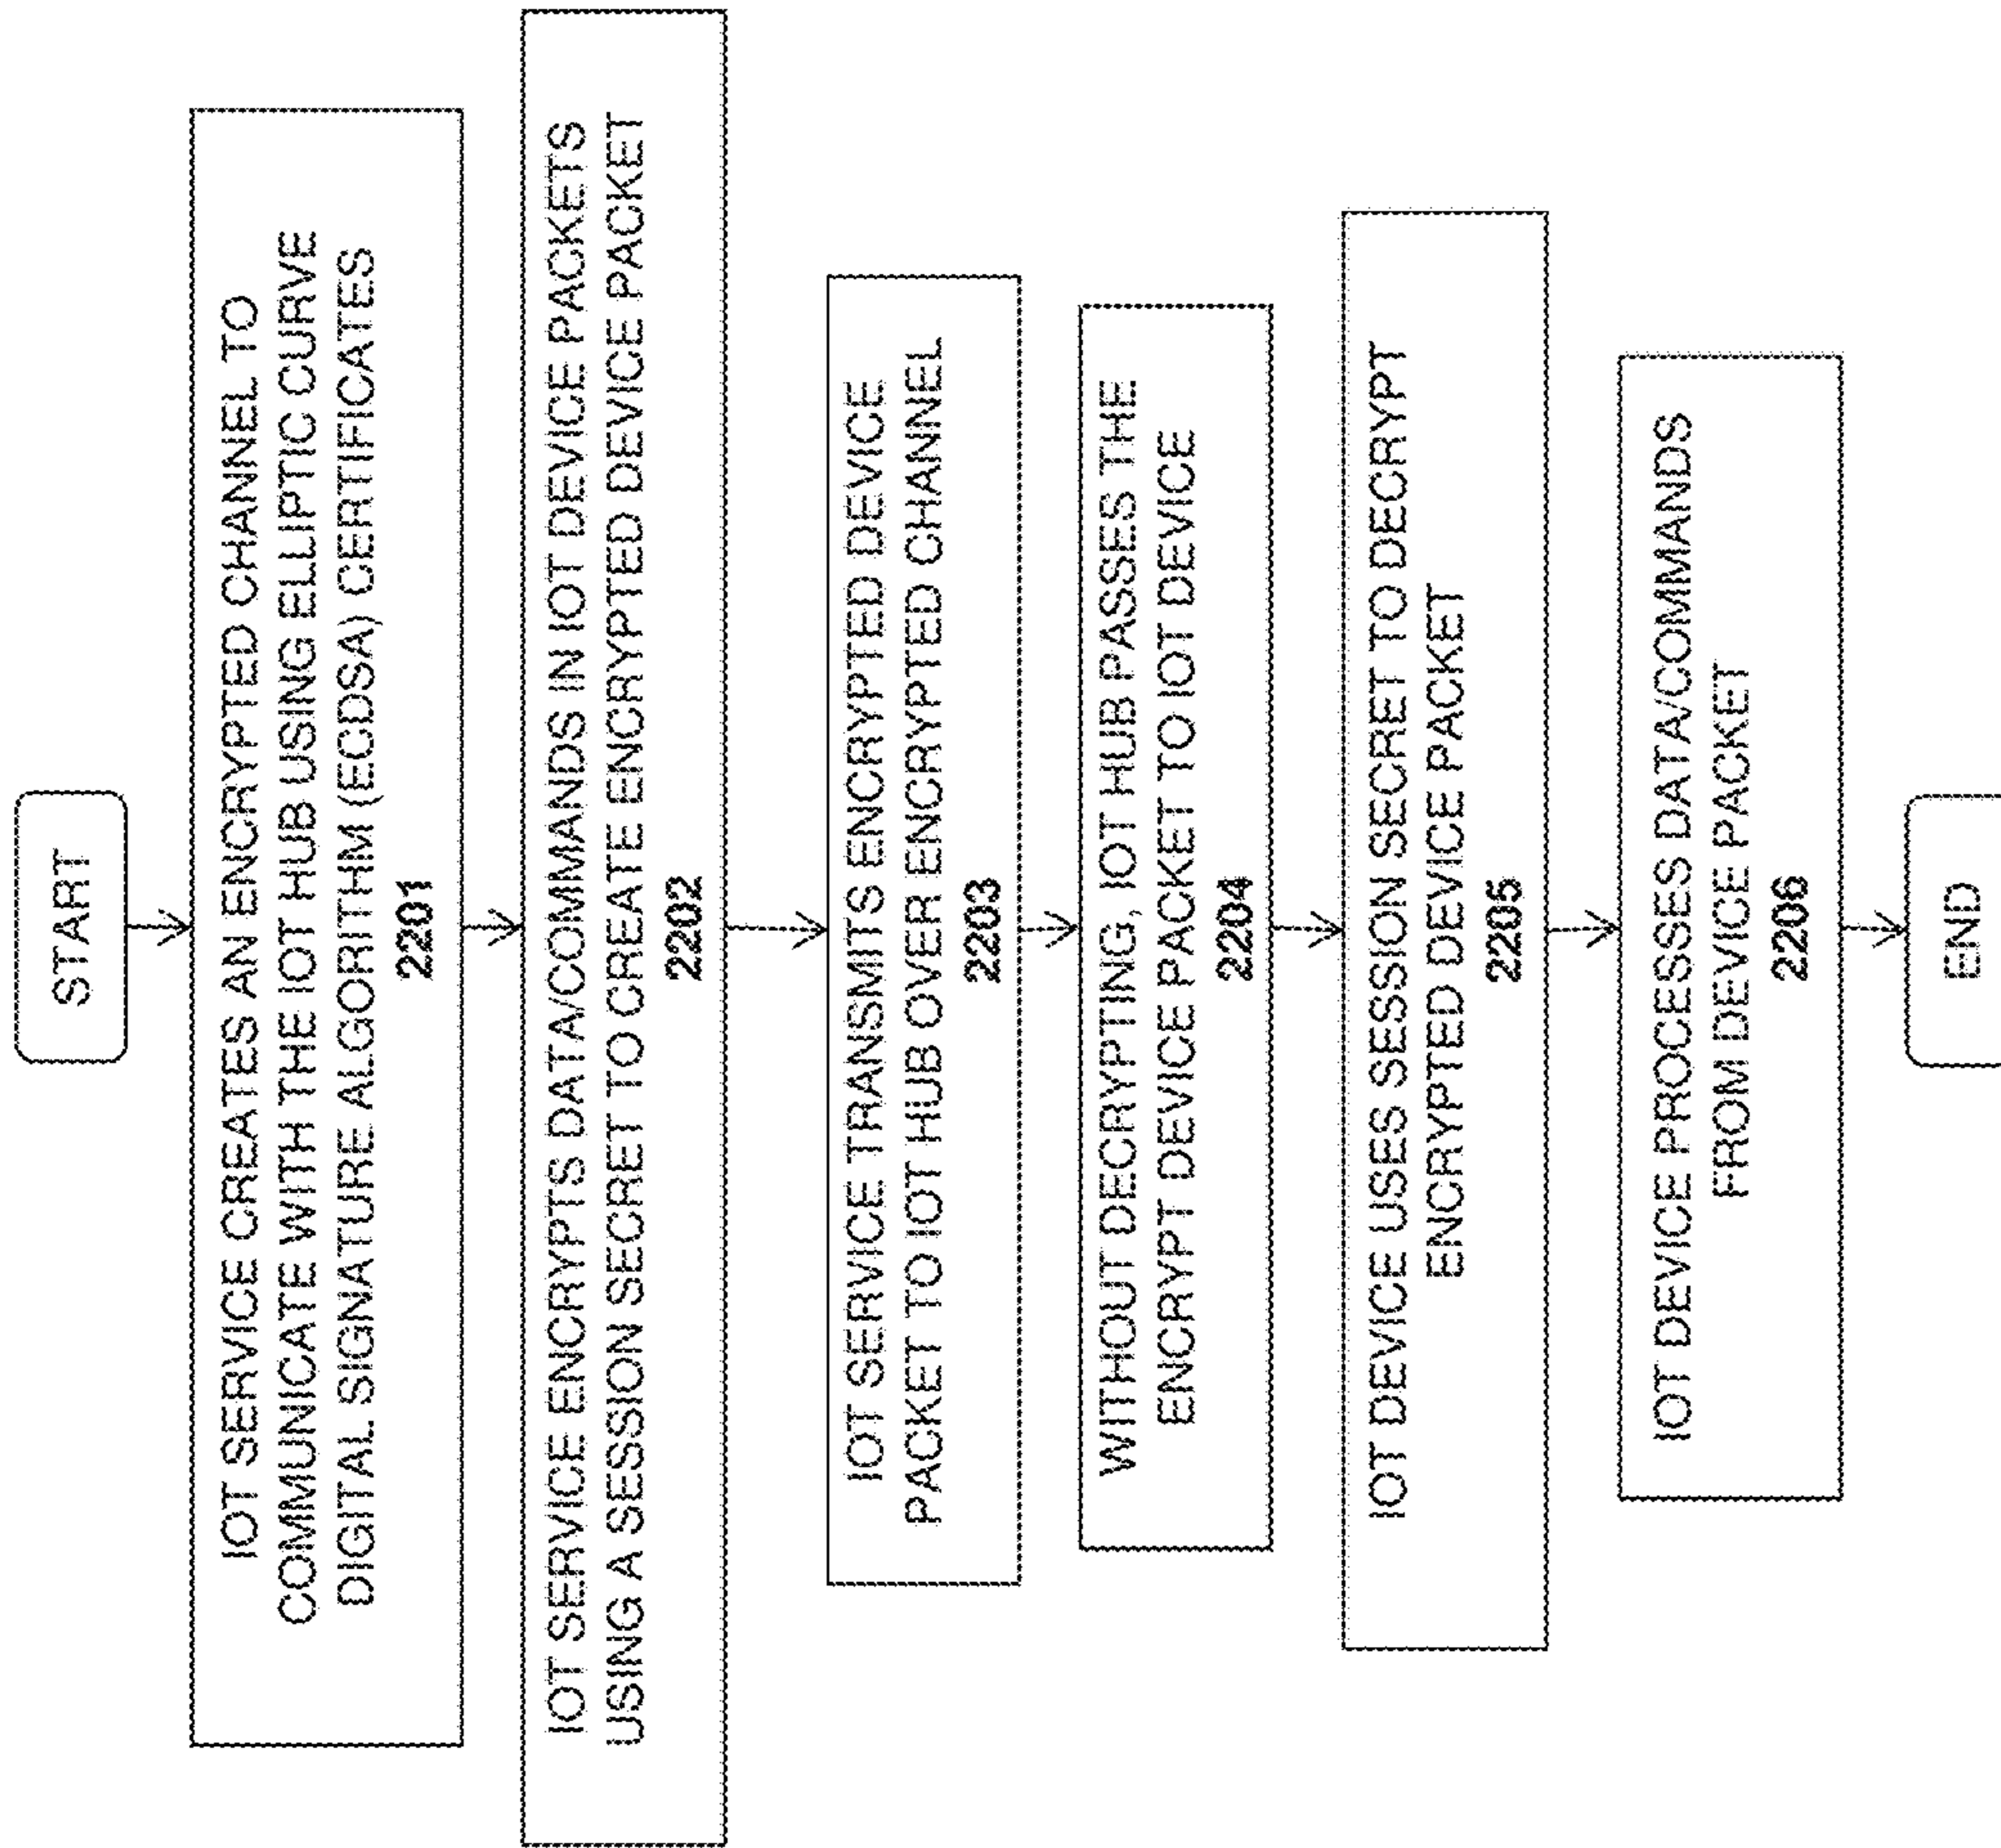 START
IOT SERVICE CREATES AN ENCRYPTED CHANNEL TO
COMMUNICATE WITH THE IOT HUB USING ELLIPTIC CURVE
DIGITAL SIGNATURE ALGORITHM (ECDSA) CERTIFICATES
2201
IOT SERVICE ENCRYPTS DATA/COMMANDS IN IOT DEVICE PACKETS
USING A SESSION SECRET TO CREATE ENCRYPTED DEVICE PACKET
2202
IOT SERVICE TRANSMITS ENCRYPTED DEVICE
PACKET TO IOT HUB OVER ENCRYPTED CHANNEL
2203
WITHOUT DECRYPTING, IOT HUB PASSES THE
ENCRYPT DEVICE PACKET TO IOT DEVICE
2204
IOT DEVICE USES SESSION SECRET TO DECRYPT
ENCRYPTED DEVICE PACKET
2205
IOT DEVICE PROCESSES DATA/COMMANDS
FROM DEVICE PACKET
2206
END